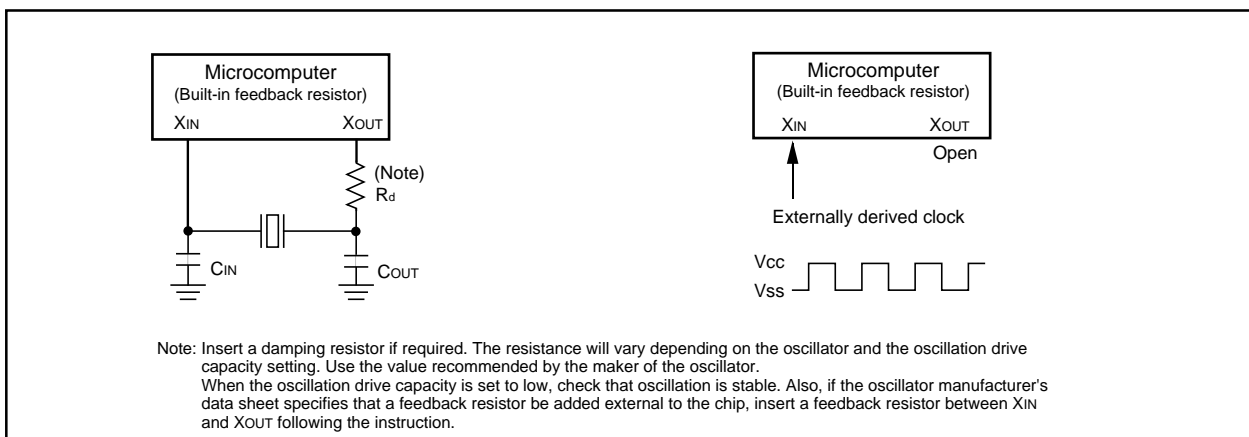 Microcomputer
(Built-in feedback resistor)
XIN XOUT
(Note)
Rd
CIN
COUT
Microcomputer
(Built-in feedback resistor)
XIN XOUT
Open
Externally derived clock
Vcc
Vss
Note: Insert a damping resistor if required. The resistance will vary depending on the oscillator and the oscillation drive
capacity setting. Use the value recommended by the maker of the oscillator.
When the oscillation drive capacity is set to low, check that oscillation is stable. Also, if the oscillator manufacturer's
data sheet specifies that a feedback resistor be added external to the chip, insert a feedback resistor between XIN
and XOUT following the instruction.